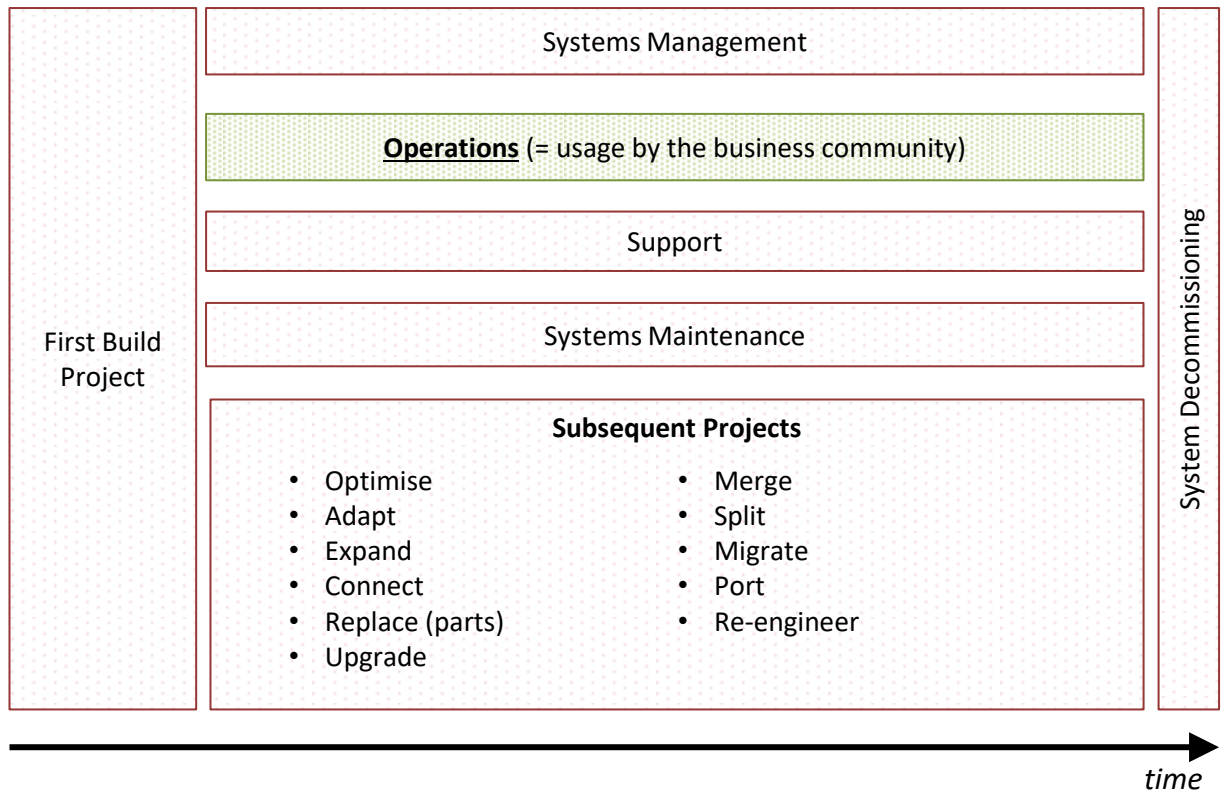 First Build
Project
Systems Management
Operations (= usage by the business community)
Support
Systems Maintenance
Subsequent Projects
• Optimise
• Adapt
• Expand
• Connect
• Replace (parts)
• Upgrade
• Merge
• Split
• Migrate
• Port
• Re-engineer
System Decommissioning
time